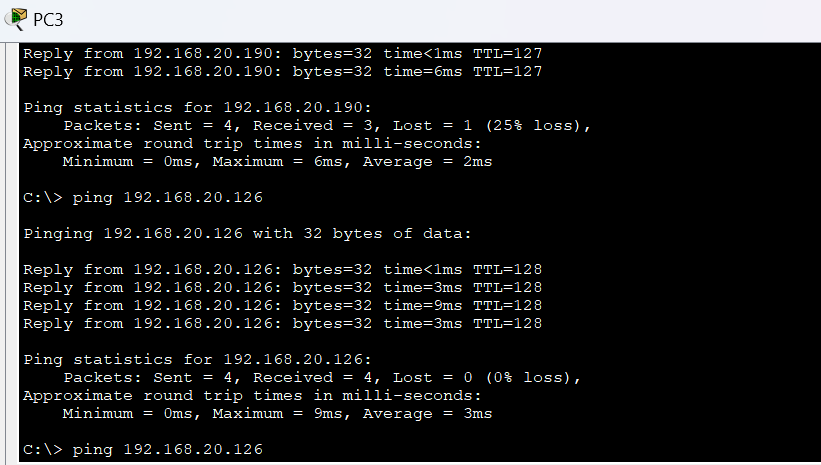 PC3
Reply from 192.168.20.190: bytes=32 time<1ms TTL=127
Reply from 192.168.20.190: bytes=32 time=6ms TTL=127
Ping statistics for 192.168.20.190:
Packets: Sent = 4, Received = 3, Lost = 1 (25% loss),
Approximate round trip times in milli-seconds:
Minimum = 0ms, Maximum = 6ms, Average = 2ms
C:\> ping 192.168.20.126
Pinging 192.168.20.126 with 32 bytes of data:
Reply from 192.168.20.126: bytes=32 time<1ms TTL=128
Reply from 192.168.20.126: bytes=32 time=3ms TTL=128
Reply from 192.168.20.126: bytes=32 time=9ms TTL=128
Reply from 192.168.20.126: bytes=32 time=3ms TTL=128
Ping statistics for 192.168.20.126:
Packets: Sent = 4, Received = 4, Lost = 0 (0% loss),
Approximate round trip times in milli-seconds:
Minimum = 0ms, Maximum = 9ms, Average = 3ms
C:\> ping 192.168.20.126